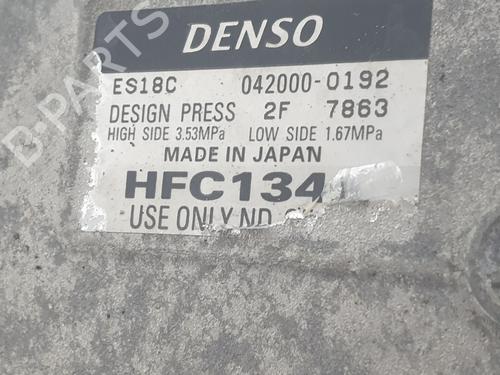 DENSO
ES18C 042000-0192
DESIGN PRESS 2F 7863
HIGH SIDE 3.53MPa LOW SIDE 1.67MPa
MADE IN JAPAN
HFC134
USE ONLY ND
B-PARTS